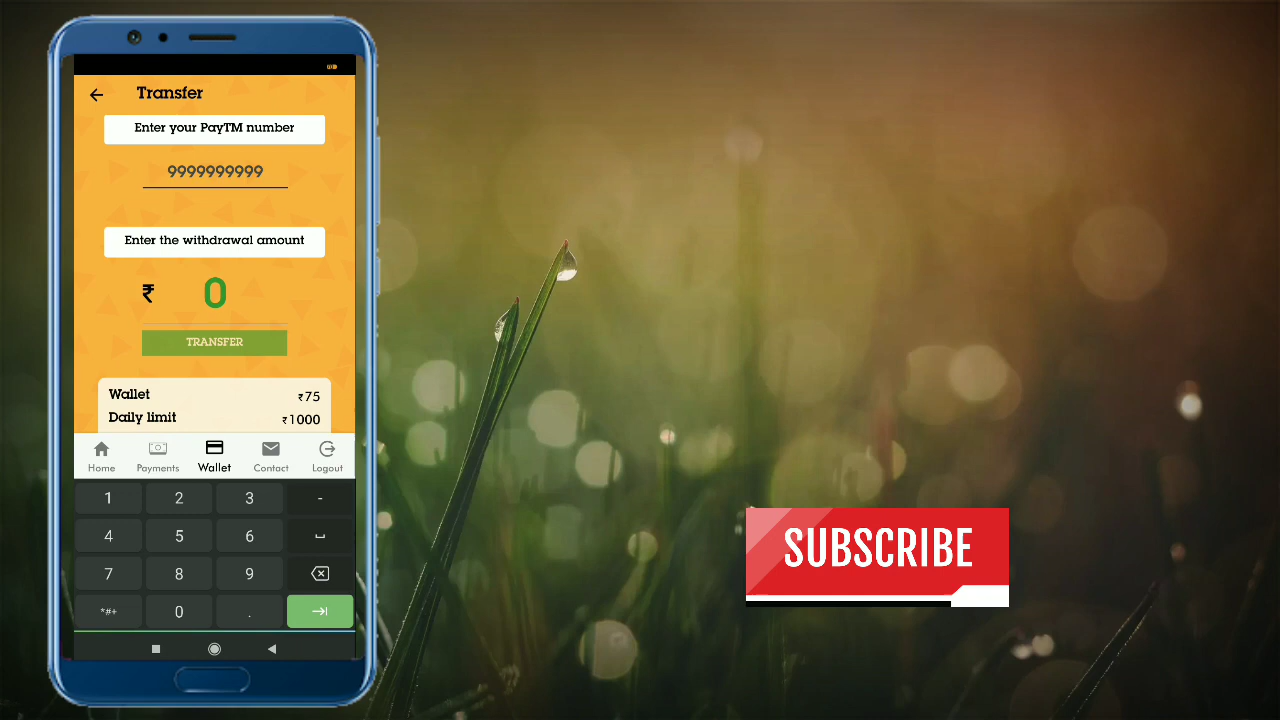 Transfer
Enter your PayTM number
9999999999
Enter the withdrawal amount
₹ 0
TRANSFER
Wallet ₹75
Daily limit ₹1000
Home Payments Wallet Contact Logout
1 2 3 -
4 5 6
7 8 9
*#+ 0 .
SUBSCRIBE